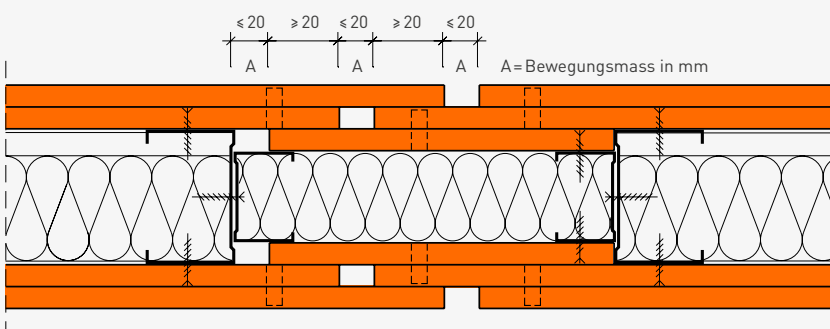 ≤ 20 ≥ 20 ≤ 20 ≥ 20 ≤ 20
A A A A = Bewegungsmass in mm